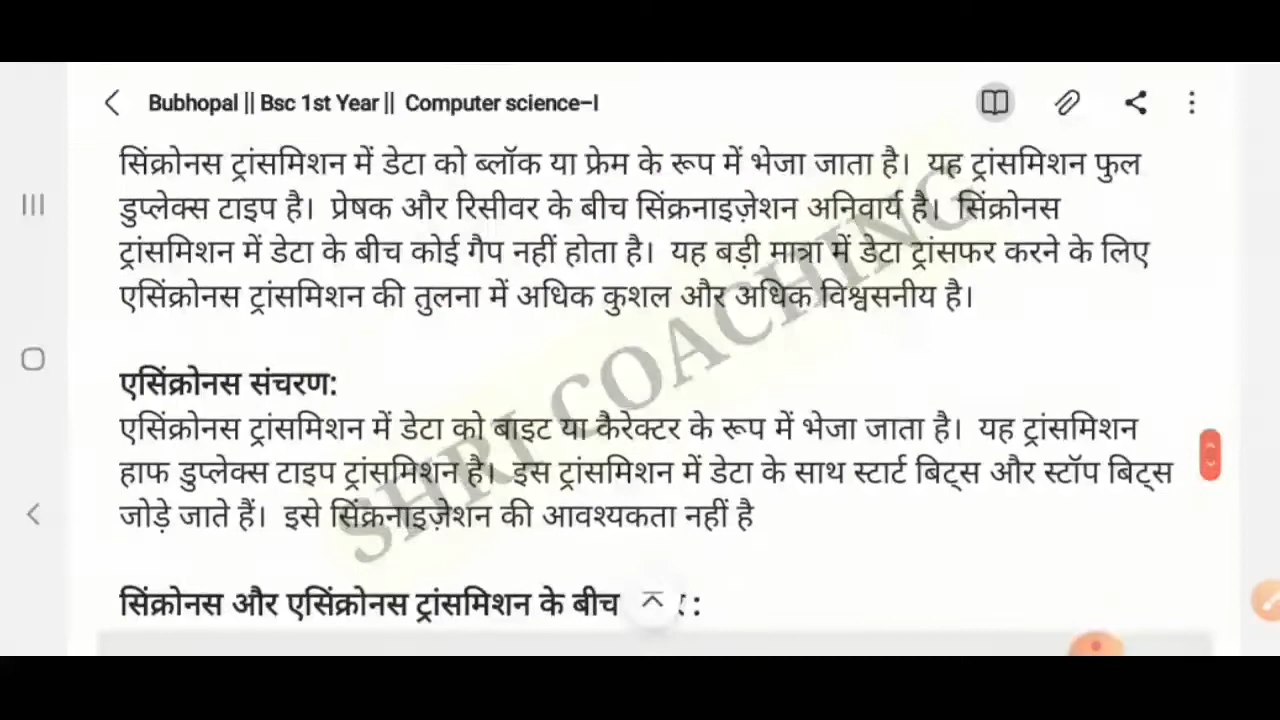 Bubhopal || Bsc 1st Year || Computer science-I
सिंक्रोनस ट्रांसमिशन में डेटा को ब्लॉक या फ्रेम के रूप में भेजा जाता है। यह ट्रांसमिशन फुल
डुप्लेक्स टाइप है। प्रेषक और रिसीवर के बीच सिंक्रनाइज़ेशन अनिवार्य है। सिंक्रोनस
ट्रांसमिशन में डेटा के बीच कोई गैप नहीं होता है। यह बड़ी मात्रा में डेटा ट्रांसफर करने के लिए
एसिंक्रोनस ट्रांसमिशन की तुलना में अधिक कुशल और अधिक विश्वसनीय है।
एसिंक्रोनस संचरण:
एसिंक्रोनस ट्रांसमिशन में डेटा को बाइट या कैरेक्टर के रूप में भेजा जाता है। यह ट्रांसमिशन
हाफ डुप्लेक्स टाइप ट्रांसमिशन है। इस ट्रांसमिशन में डेटा के साथ स्टार्ट बिट्स और स्टॉप बिट्स
जोड़े जाते हैं। इसे सिंक्रनाइज़ेशन की आवश्यकता नहीं है
सिंक्रोनस और एसिंक्रोनस ट्रांसमिशन के बीच
SHRI COACHING